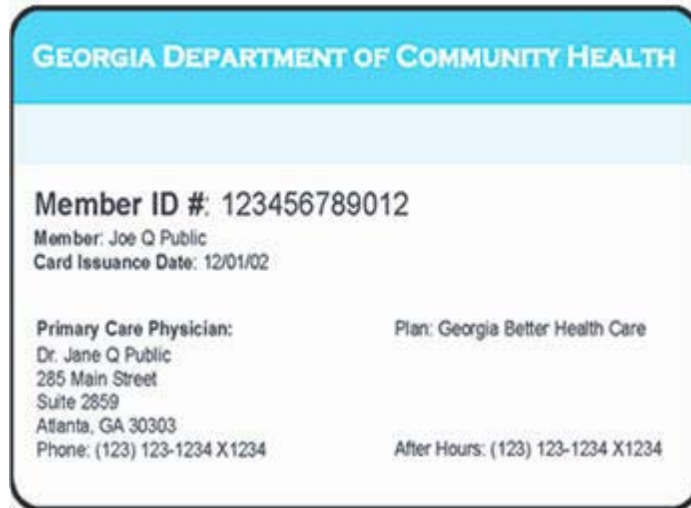 GEORGIA DEPARTMENT OF COMMUNITY HEALTH
Member ID #: 123456789012
Member: Joe Q Public
Card Issuance Date: 12/01/02
Primary Care Physician:
Dr. Jane Q Public
285 Main Street
Suite 2859
Atlanta, GA 30303
Phone: (123) 123-1234 X1234
Plan: Georgia Better Health Care
After Hours: (123) 123-1234 X1234